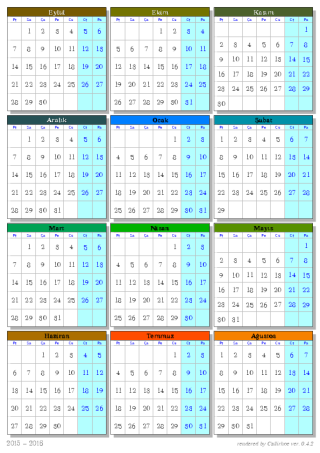 Eylül
Pt Sa Ça Pe Cu Ct Pa
1 2 3 4 5 6
7 8 9 10 11 12 13
14 15 16 17 18 19 20
21 22 23 24 25 26 27
28 29 30
Ekim
Pt Sa Ça Pe Cu Ct Pa
1 2 3 4
5 6 7 8 9 10 11
12 13 14 15 16 17 18
19 20 21 22 23 24 25
26 27 28 29 30 31
Kasım
Pt Sa Ça Pe Cu Ct Pa
1
2 3 4 5 6 7 8
9 10 11 12 13 14 15
16 17 18 19 20 21 22
23 24 25 26 27 28 29
30
Aralık
Pt Sa Ça Pe Cu Ct Pa
1 2 3 4 5 6
7 8 9 10 11 12 13
14 15 16 17 18 19 20
21 22 23 24 25 26 27
28 29 30 31
Ocak
Pt Sa Ça Pe Cu Ct Pa
1 2 3
4 5 6 7 8 9 10
11 12 13 14 15 16 17
18 19 20 21 22 23 24
25 26 27 28 29 30 31
Şubat
Pt Sa Ça Pe Cu Ct Pa
1 2 3 4 5 6 7
8 9 10 11 12 13 14
15 16 17 18 19 20 21
22 23 24 25 26 27 28
29
Mart
Pt Sa Ça Pe Cu Ct Pa
1 2 3 4 5 6
7 8 9 10 11 12 13
14 15 16 17 18 19 20
21 22 23 24 25 26 27
28 29 30 31
Nisan
Pt Sa Ça Pe Cu Ct Pa
1 2 3
4 5 6 7 8 9 10
11 12 13 14 15 16 17
18 19 20 21 22 23 24
25 26 27 28 29 30
Mayıs
Pt Sa Ça Pe Cu Ct Pa
1
2 3 4 5 6 7 8
9 10 11 12 13 14 15
16 17 18 19 20 21 22
23 24 25 26 27 28 29
30 31
Haziran
Pt Sa Ça Pe Cu Ct Pa
1 2 3 4 5
6 7 8 9 10 11 12
13 14 15 16 17 18 19
20 21 22 23 24 25 26
27 28 29 30
Temmuz
Pt Sa Ça Pe Cu Ct Pa
1 2 3
4 5 6 7 8 9 10
11 12 13 14 15 16 17
18 19 20 21 22 23 24
25 26 27 28 29 30 31
Ağustos
Pt Sa Ça Pe Cu Ct Pa
1 2 3 4 5 6 7
8 9 10 11 12 13 14
15 16 17 18 19 20 21
22 23 24 25 26 27 28
29 30 31
2015 – 2016
rendered by Calirhoe ver. 0.4.2